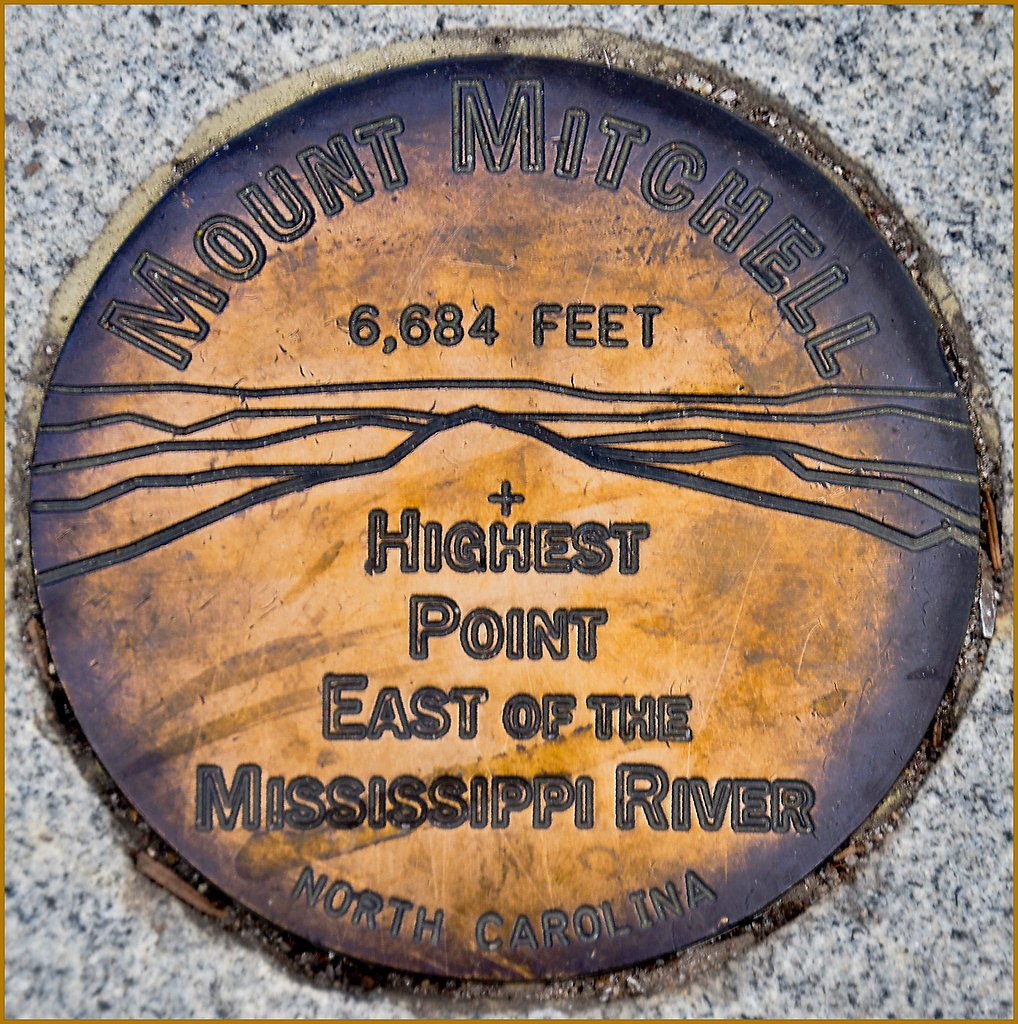 Mount Mitchell
6,684 FEET
+
Highest
Point
East of the
Mississippi River
NORTH CAROLINA